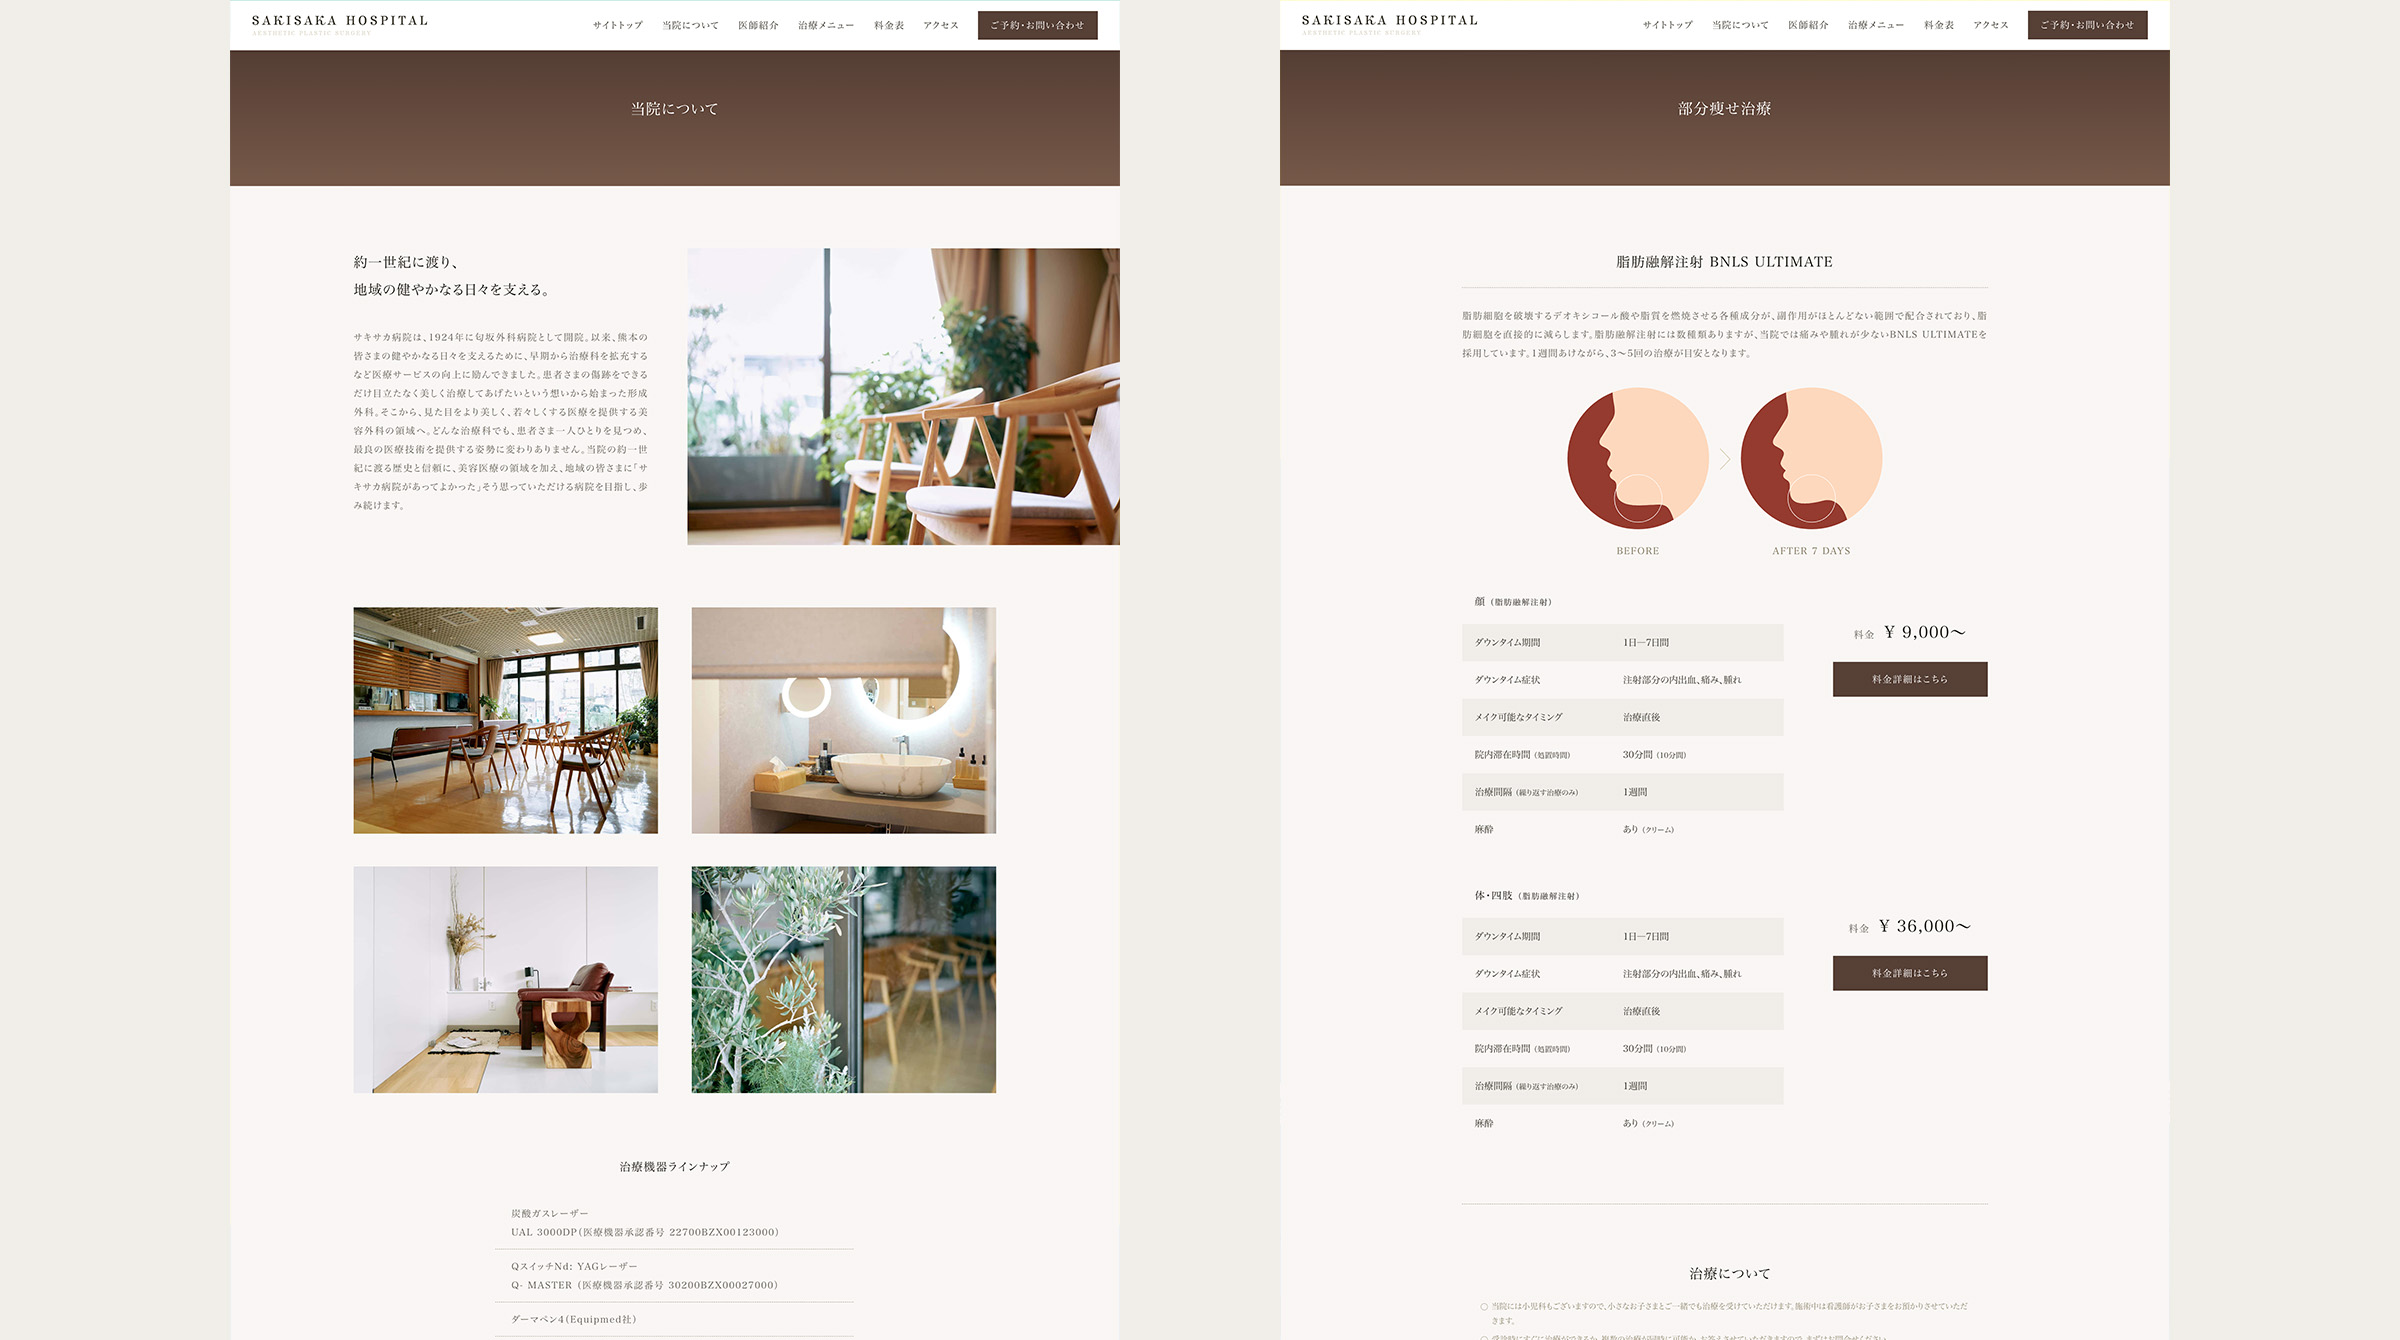 SAKISAKA HOSPITAL
AESTHETIC PLASTIC SURGERY
サイトトップ 当院について 医師紹介 治療メニュー 料金表 アクセス ご予約・お問い合わせ
当院について
約一世紀に渡り、
地域の健やかなる日々を支える。
サキサカ病院は、1924年に匂坂外科病院として開院。以来、熊本の
皆さまの健やかなる日々を支えるために、早期から治療科を拡充する
など医療サービスの向上に励んできました。患者さまの傷跡をできる
だけ目立たなく美しく治療してあげたいという想いから始まった形成
外科。そこから、見た目をより美しく、若々しくする医療を提供する美
容外科の領域へ。どんな治療科でも、患者さま一人ひとりを見つめ、
最良の医療技術を提供する姿勢に変わりありません。当院の約一世
紀に渡る歴史と信頼に、美容医療の領域を加え、地域の皆さまに「サ
キサカ病院があってよかった」そう思っていただける病院を目指し、歩
み続けます。
治療機器ラインナップ
炭酸ガスレーザー
UAL 3000DP（医療機器承認番号 22700BZX00123000）
QスイッチNd: YAGレーザー
Q- MASTER （医療機器承認番号 30200BZX00027000）
ダーマペン4（Equipmed社）
SAKISAKA HOSPITAL
AESTHETIC PLASTIC SURGERY
サイトトップ 当院について 医師紹介 治療メニュー 料金表 アクセス ご予約・お問い合わせ
部分痩せ治療
脂肪融解注射 BNLS ULTIMATE
脂肪細胞を破壊するデオキシコール酸や脂質を燃焼させる各種成分が、副作用がほとんどない範囲で配合されており、脂
肪細胞を直接的に減らします。脂肪融解注射には数種類ありますが、当院では痛みや腫れが少ないBNLS ULTIMATEを
採用しています。1週間あけながら、3〜5回の治療が目安となります。
BEFORE AFTER 7 DAYS
顔（脂肪融解注射）
ダウンタイム期間 1日―7日間
ダウンタイム症状 注射部分の内出血、痛み、腫れ
メイク可能なタイミング 治療直後
院内滞在時間（処置時間） 30分間（10分間）
治療間隔（繰り返す治療のみ） 1週間
麻酔 あり（クリーム）
料金 ¥ 9,000〜
料金詳細はこちら
体・四肢（脂肪融解注射）
ダウンタイム期間 1日―7日間
ダウンタイム症状 注射部分の内出血、痛み、腫れ
メイク可能なタイミング 治療直後
院内滞在時間（処置時間） 30分間（10分間）
治療間隔（繰り返す治療のみ） 1週間
麻酔 あり（クリーム）
料金 ¥ 36,000〜
料金詳細はこちら
治療について
○ 当院には小児科もございますので、小さなお子さまとご一緒でも治療を受けていただけます。施術中は看護師がお子さまをお預かりさせていただ
きます。